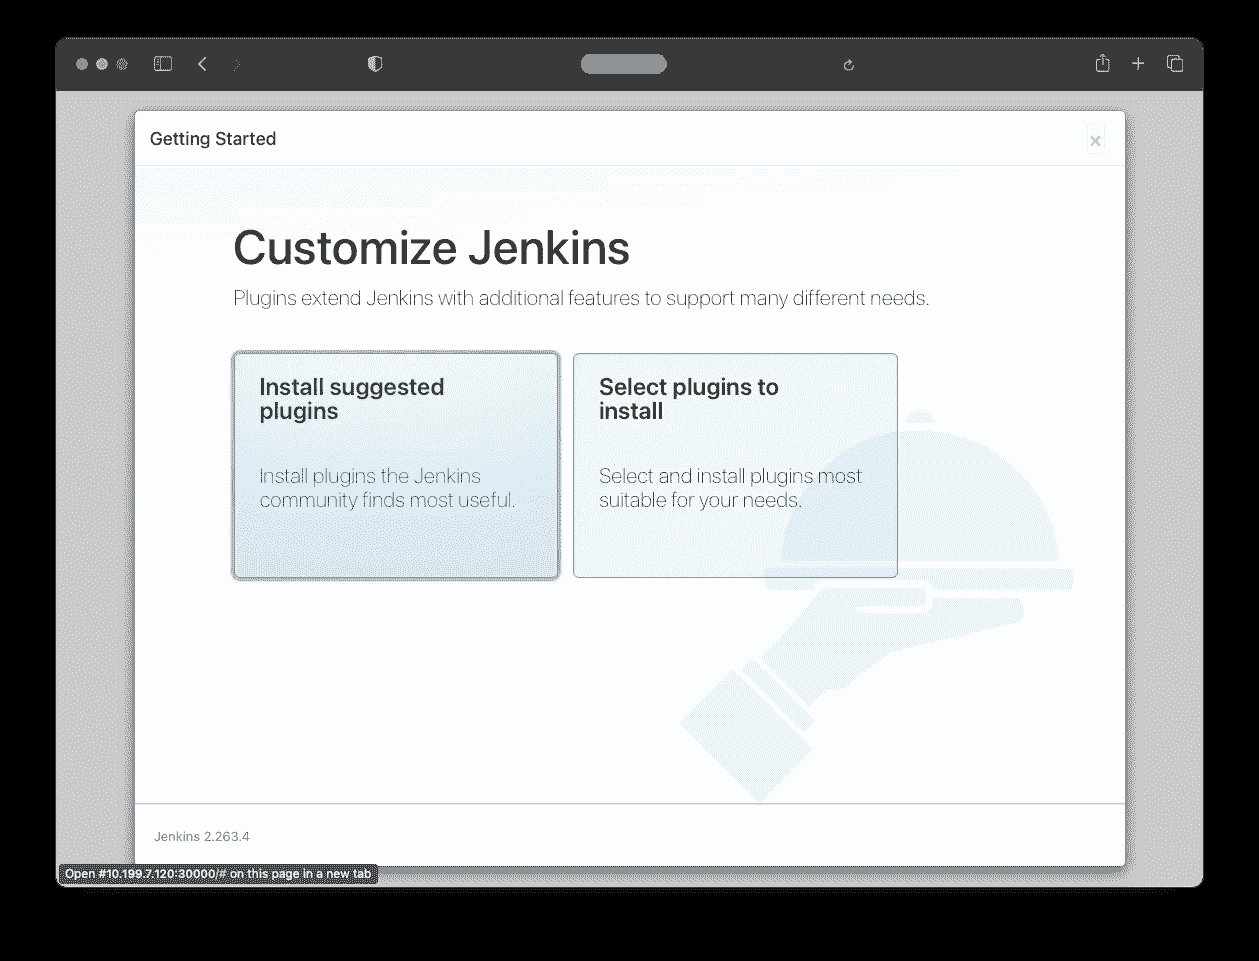 Getting Started
×
Customize Jenkins
Plugins extend Jenkins with additional features to support many different needs.
Install suggested
plugins
Install plugins the Jenkins
community finds most useful.
Select plugins to
install
Select and install plugins most
suitable for your needs.
Jenkins 2.263.4
Open #10.199.7.120:30000/# on this page in a new tab